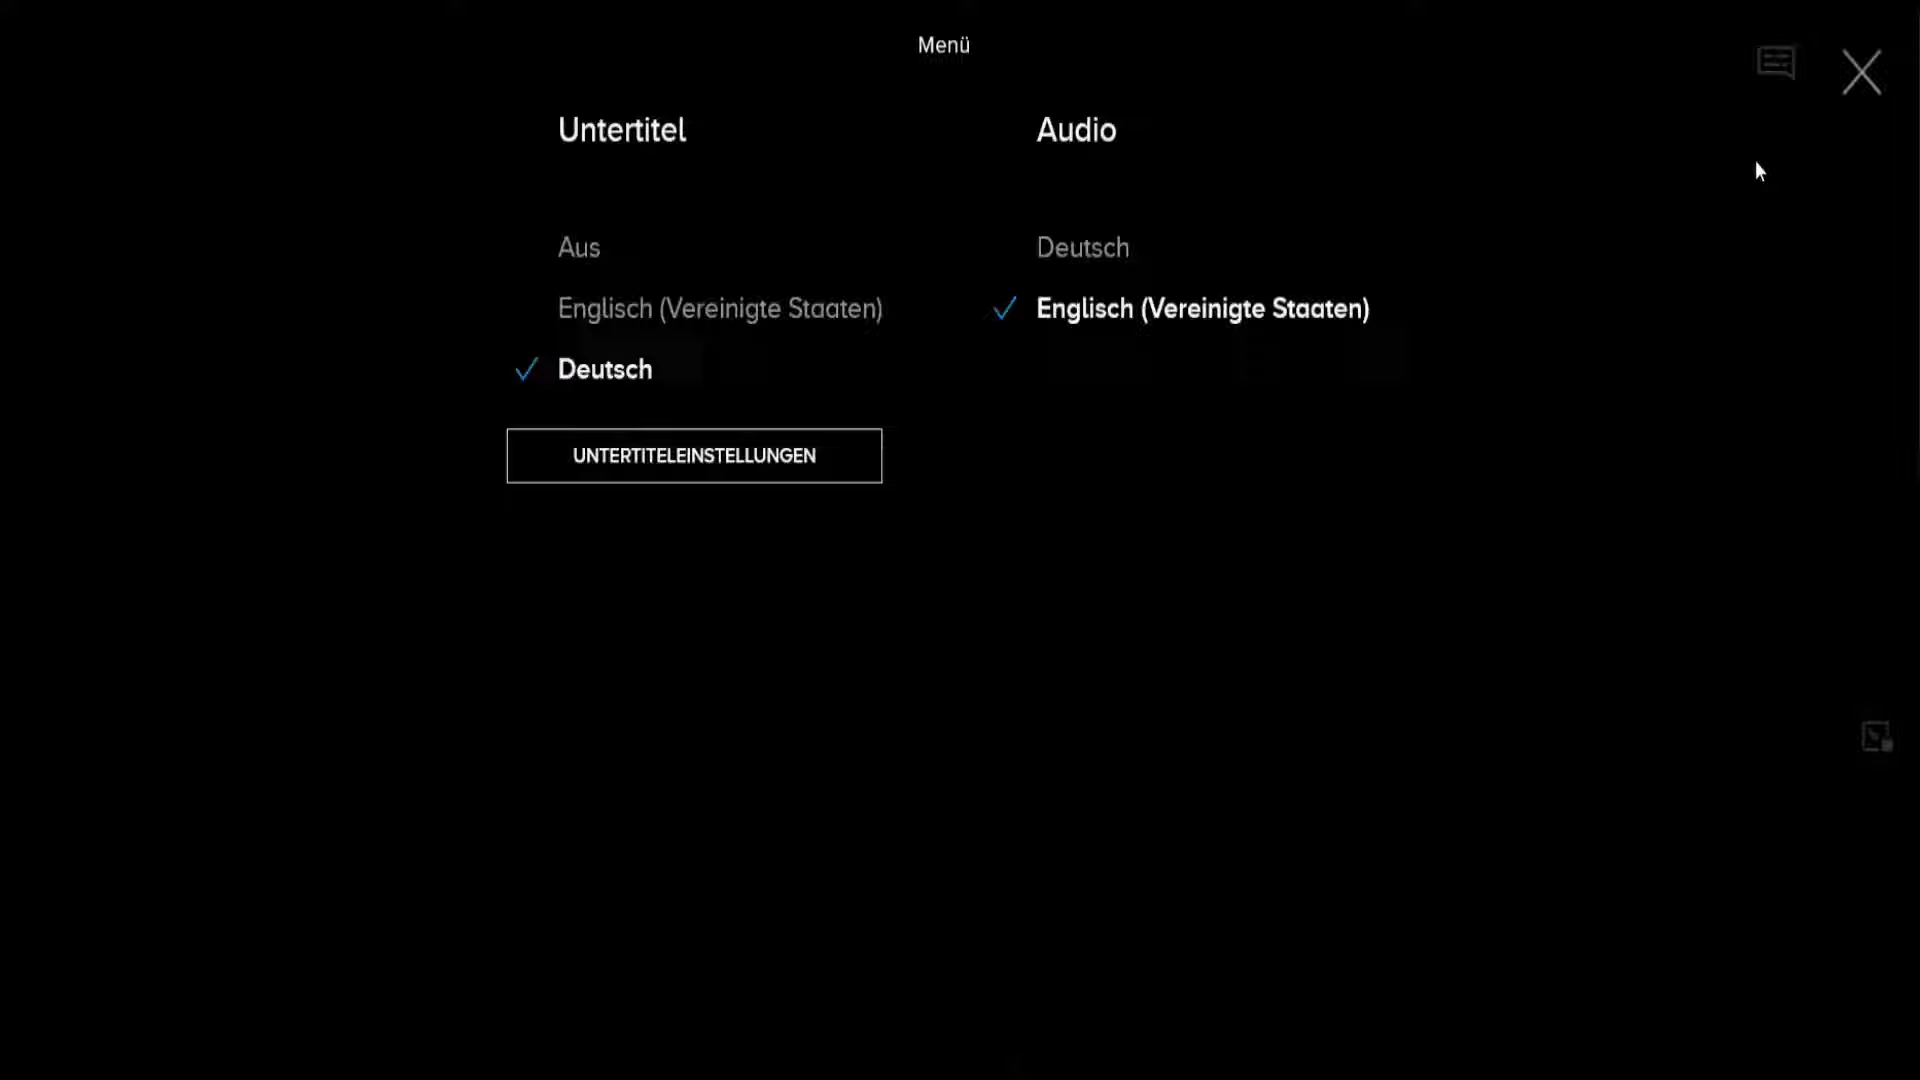 Menü
Untertitel
Aus
Englisch (Vereinigte Staaten)
Deutsch
UNTERTITELEINSTELLUNGEN
Audio
Deutsch
Englisch (Vereinigte Staaten)